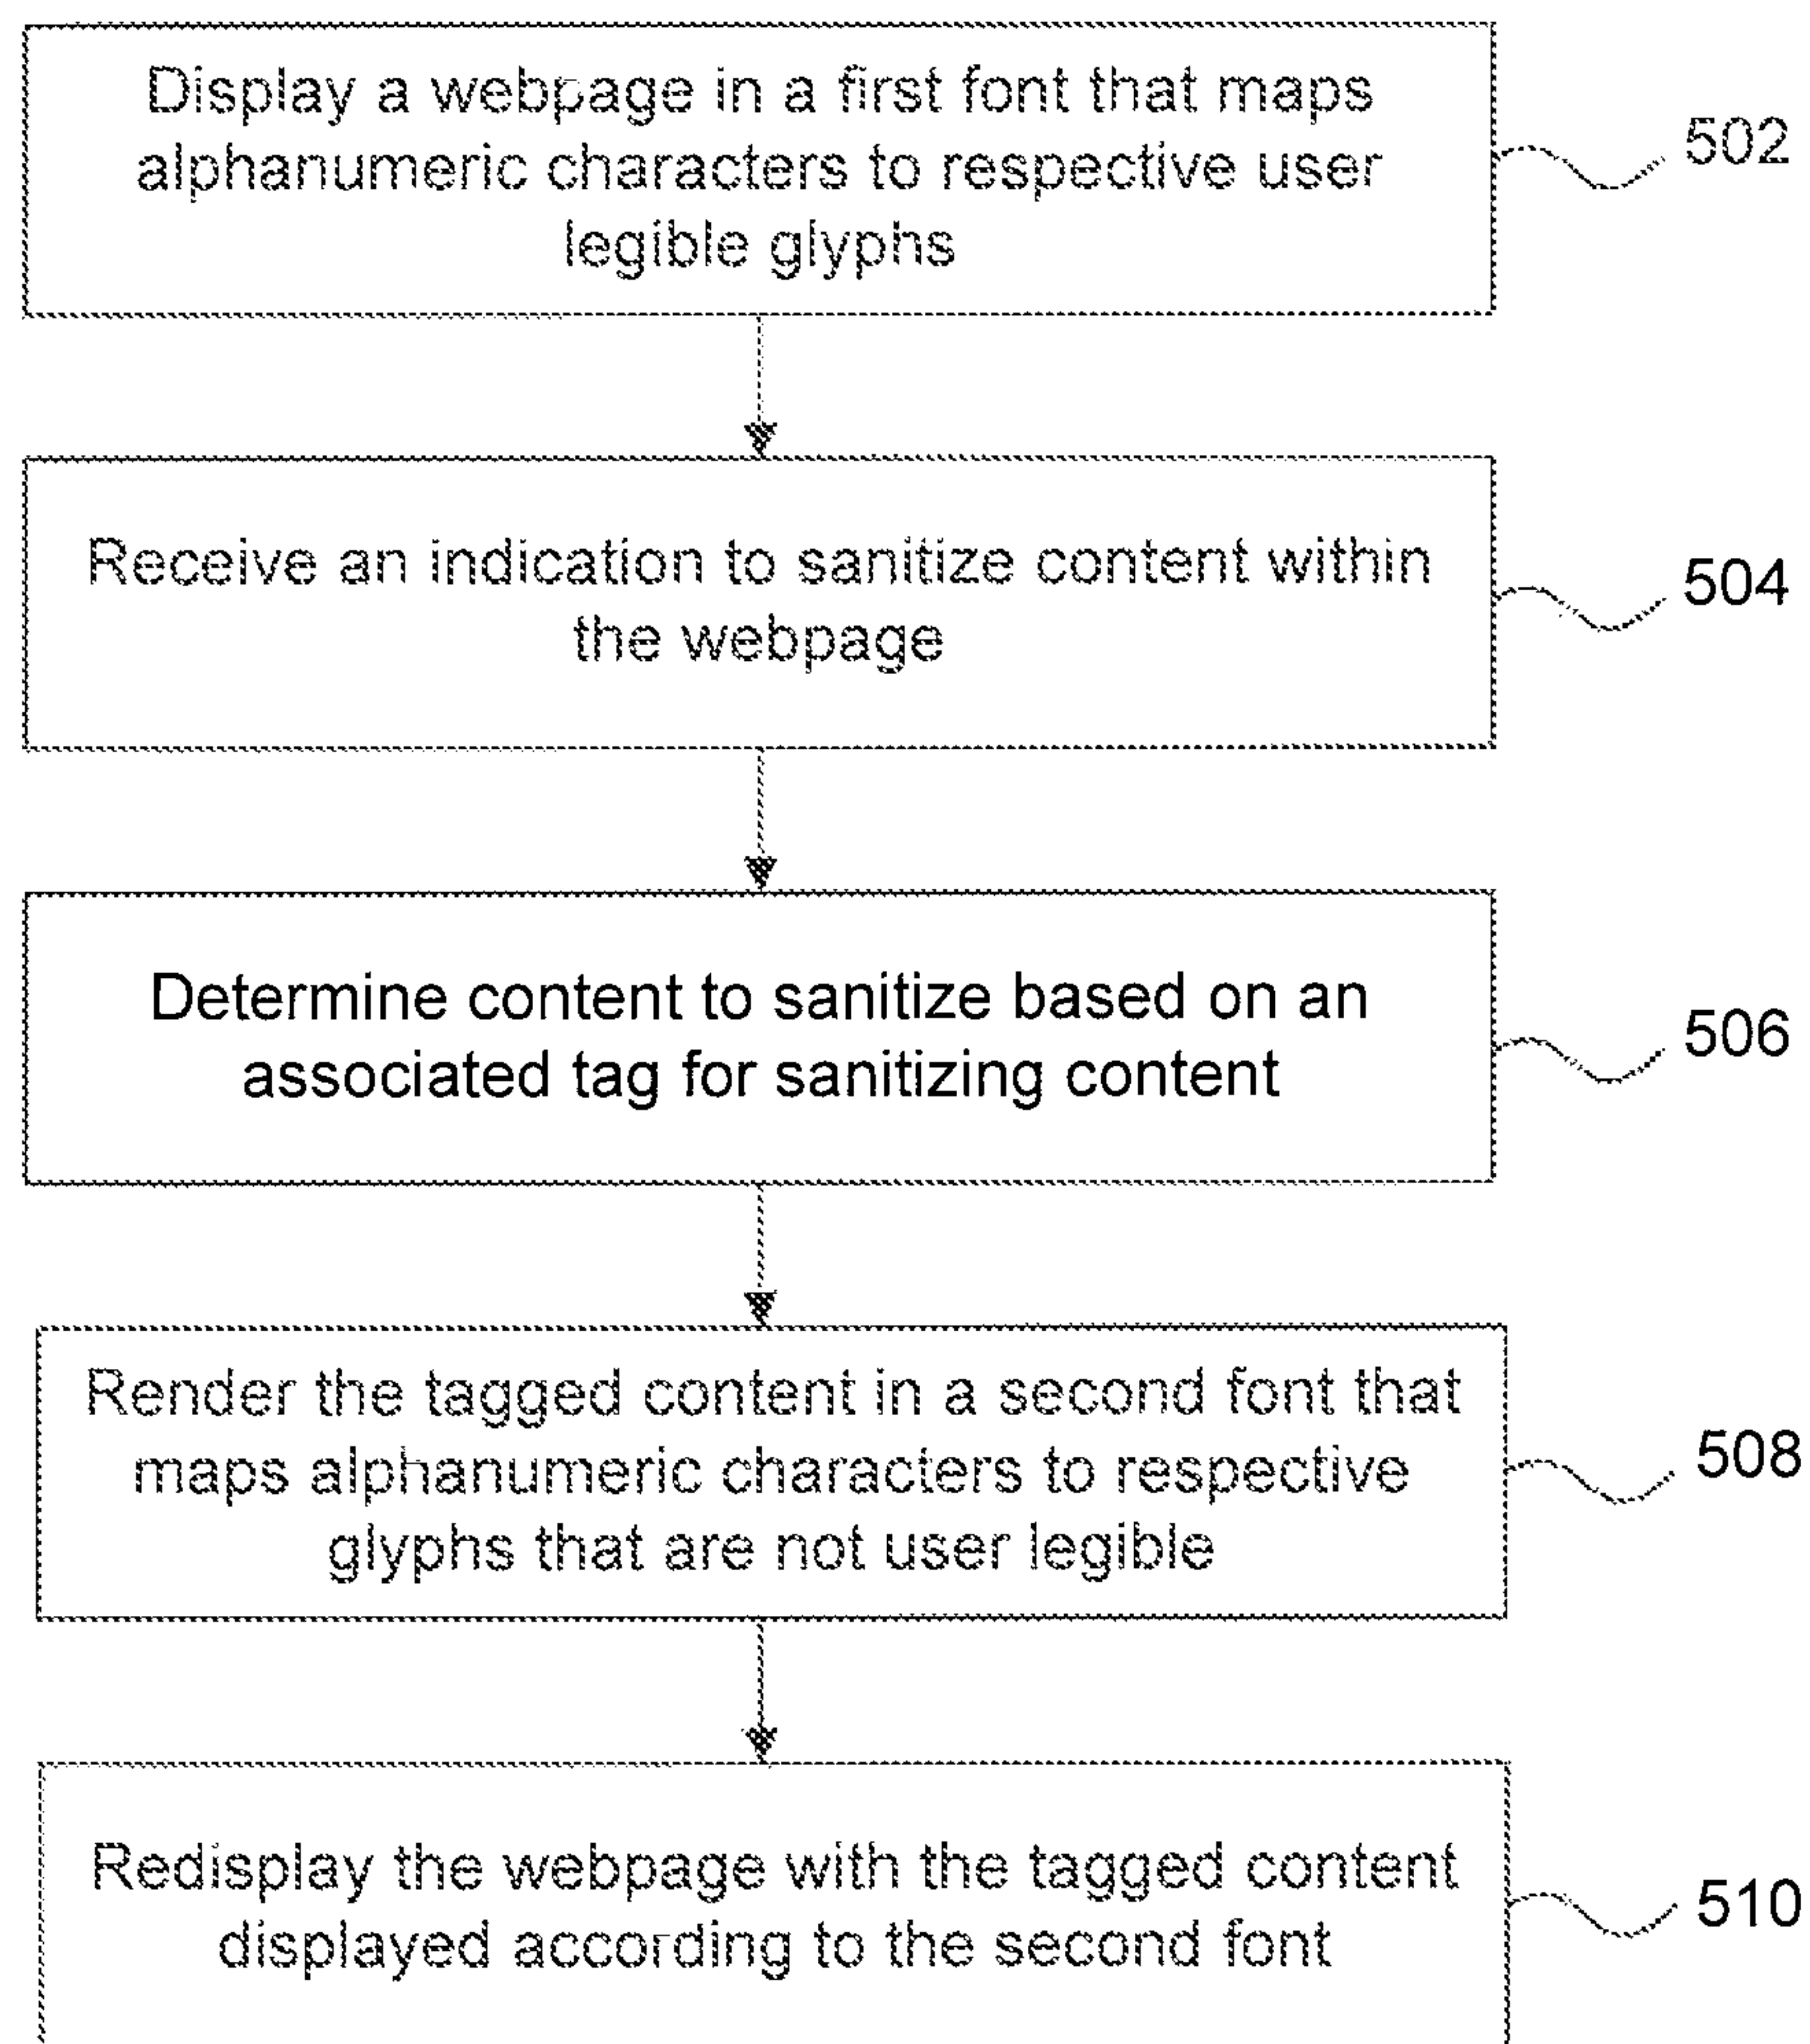 Display a webpage in a first font that maps
alphanumeric characters to respective user
legible glyphs
502
Receive an indication to sanitize content within
the webpage
504
Determine content to sanitize based on an
associated tag for sanitizing content
506
Render the tagged content in a second font that
maps alphanumeric characters to respective
glyphs that are not user legible
508
Redisplay the webpage with the tagged content
displayed according to the second font
510